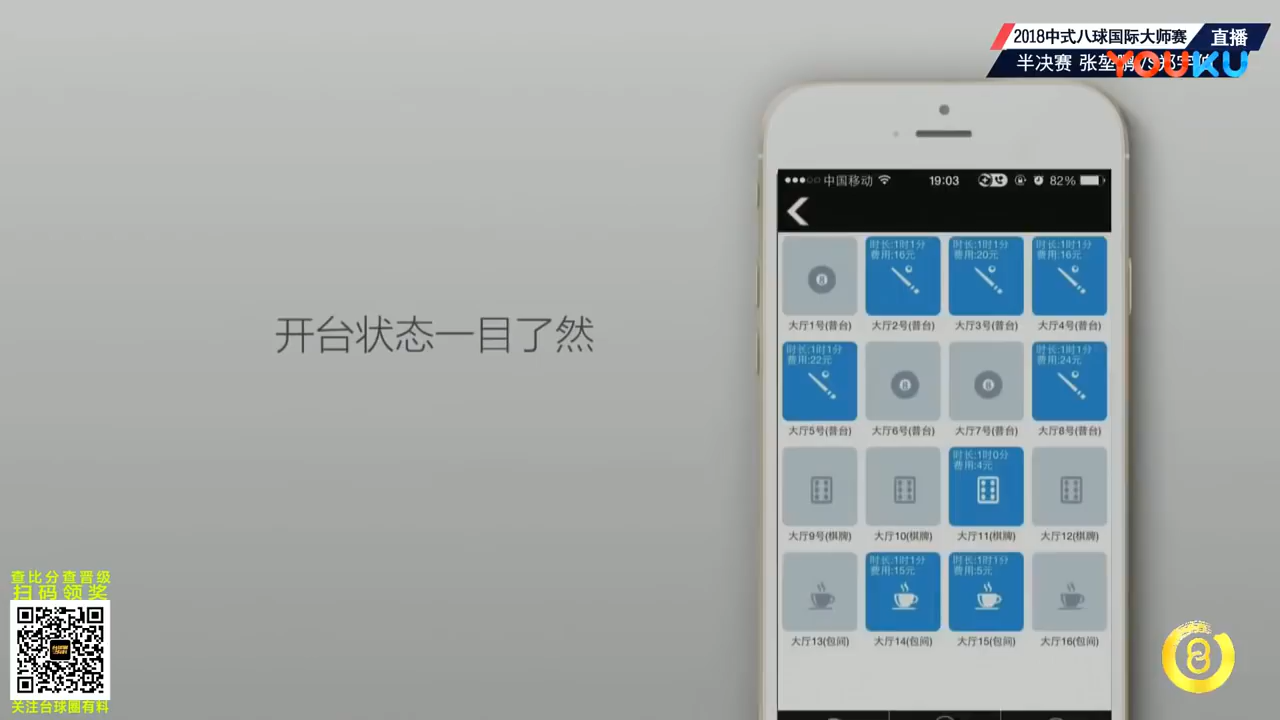 2018中式八球国际大师赛 直播
YOUKU
中国移动 19:03 82%
时长:1时1分 时长:1时1分 时长:1时1分
费用:16元 费用:20元 费用:16元
大厅1号(普台) 大厅2号(普台) 大厅3号(普台) 大厅4号(普台)
开台状态一目了然
时长:1时1分 时长:1时1分
费用:22元 费用:24元
大厅5号(普台) 大厅6号(普台) 大厅7号(普台) 大厅8号(普台)
时长:1时0分
费用:4元
大厅9号(棋牌) 大厅10(棋牌) 大厅11(棋牌) 大厅12(棋牌)
时长:1时1分 时长:1时1分
费用:15元 费用:5元
大厅13(包间) 大厅14(包间) 大厅15(包间) 大厅16(包间)
查比分查晋级
扫码领奖
关注台球圈有料
8